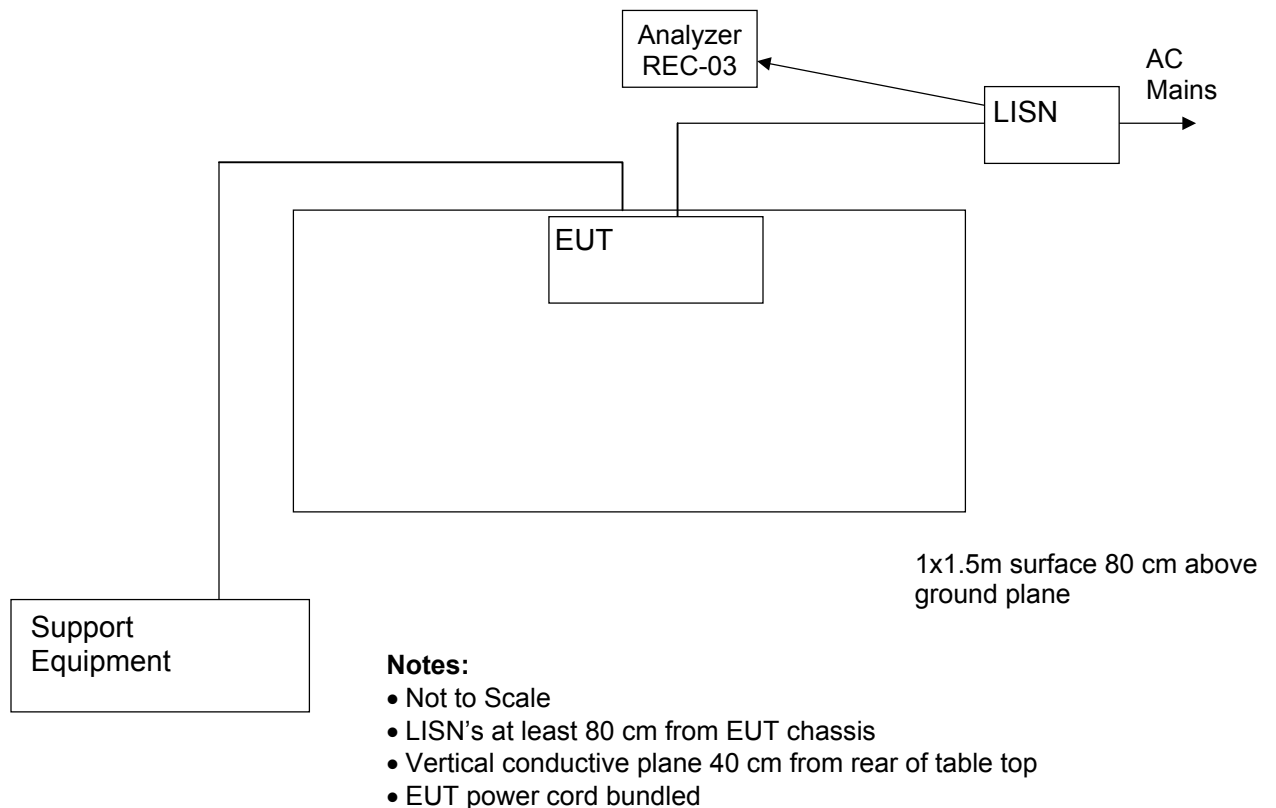 Analyzer
REC-03
AC
Mains
LISN
EUT
1x1.5m surface 80 cm above
ground plane
Support
Equipment
Notes:
• Not to Scale
• LISN’s at least 80 cm from EUT chassis
• Vertical conductive plane 40 cm from rear of table top
• EUT power cord bundled